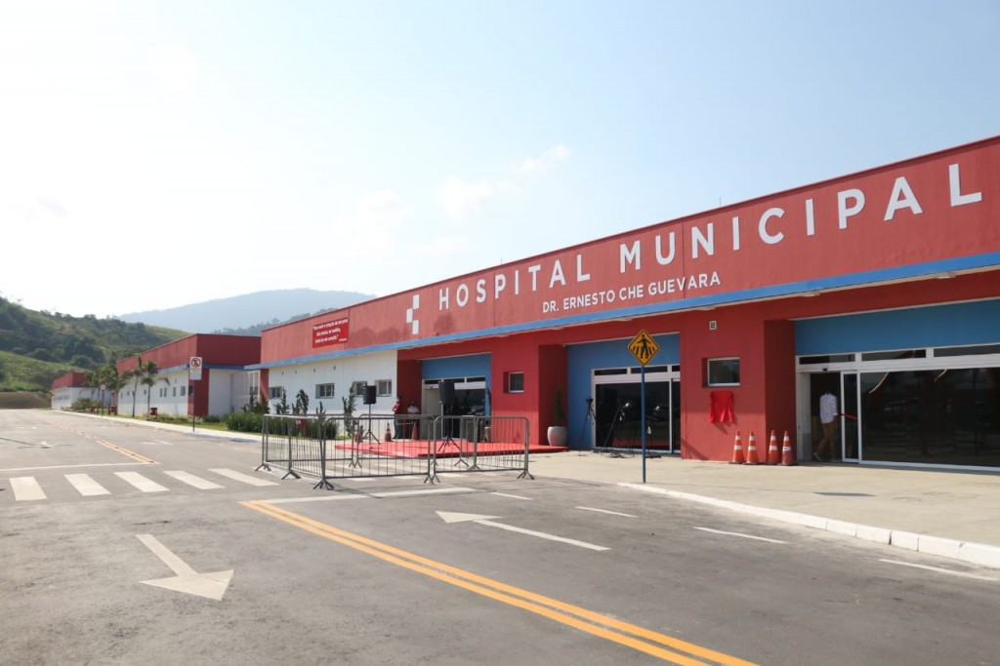 HOSPITAL MUNICIPAL
DR. ERNESTO CHE GUEVARA